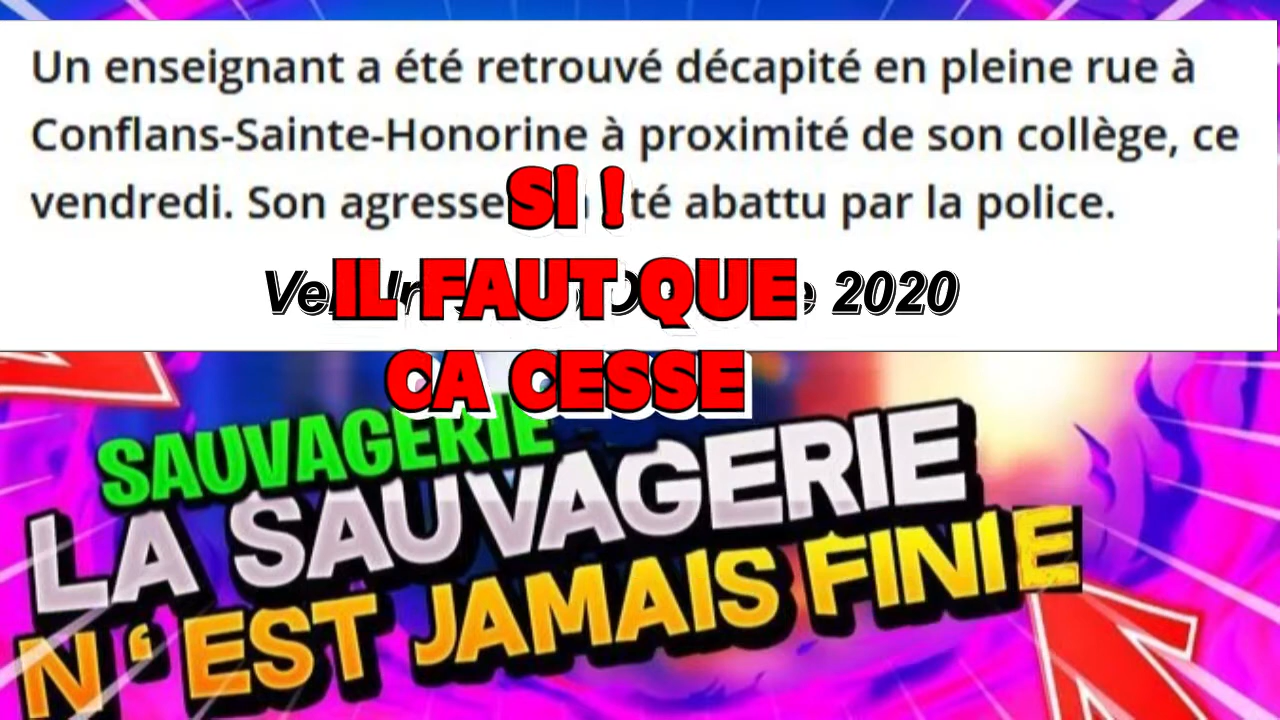 Un enseignant a été retrouvé décapité en pleine rue à
Conflans-Sainte-Honorine à proximité de son collège, ce
vendredi. Son té abattu par la police.
SI !
2020
IL FAUT QUE
CA CESSE
SAUVAGERIE
LA SAUVAGERIE
N'EST JAMAIS FINIE